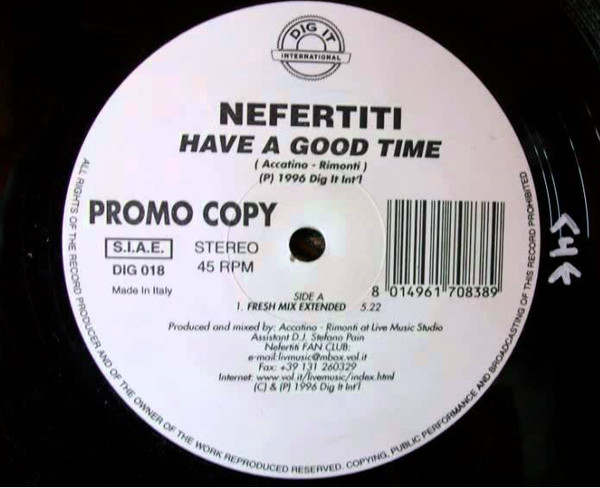 DIG IT
INTERNATIONAL
NEFERTITI
HAVE A GOOD TIME
( Accatino - Rimonti )
(P) 1996 Dig It Int'l
PROMO COPY
S.I.A.E.
STEREO
DIG 018
45 RPM
Made in Italy
8 014961 708389
SIDE A
1. FRESH MIX EXTENDED 5.22
Produced and mixed by: Accatino - Rimonti at Live Music Studio
Assistant D.J. Stefano Pain
Nefertiti FAN CLUB:
e-mail:livmusic@mbox.vol.it
Fax: +39 131 260329
Internet: www.vol.it/livemusic/index.html
(C) & (P) 1996 Dig It Int'l
ALL RIGHTS OF THE RECORD PRODUCER AND OF THE OWNER OF THE WORK REPRODUCED RESERVED. COPYING, PUBLIC PERFORMANCE AND BROADCASTING OF THIS RECORD PROHIBITED